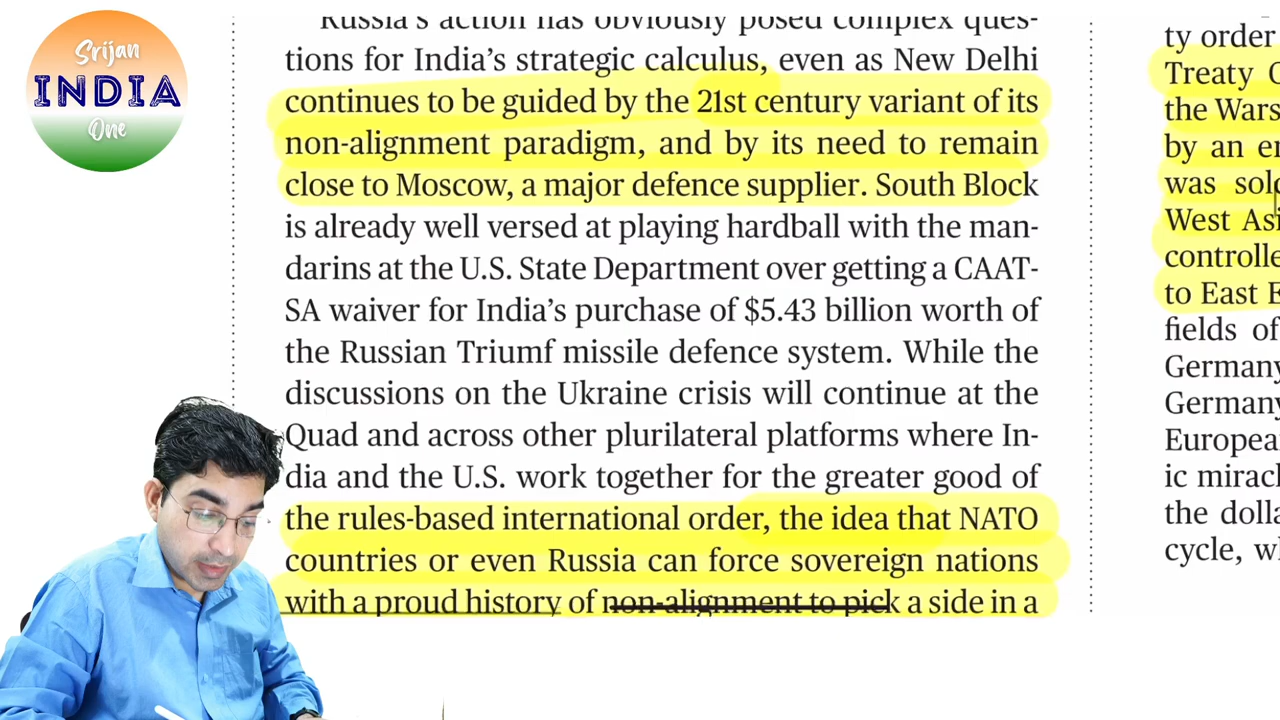 Srijan
INDIA
One
Russia's action has obviously posed complex ques-
tions for India's strategic calculus, even as New Delhi
continues to be guided by the 21st century variant of its
non-alignment paradigm, and by its need to remain
close to Moscow, a major defence supplier. South Block
is already well versed at playing hardball with the man-
darins at the U.S. State Department over getting a CAAT-
SA waiver for India's purchase of $5.43 billion worth of
the Russian Triumf missile defence system. While the
discussions on the Ukraine crisis will continue at the
Quad and across other plurilateral platforms where In-
dia and the U.S. work together for the greater good of
the rules-based international order, the idea that NATO
countries or even Russia can force sovereign nations
with a proud history of non-alignment to pick a side in a
ty order
Treaty
the
by an
was
West
to East
fields of
Germany
German
ic
the
cycle,